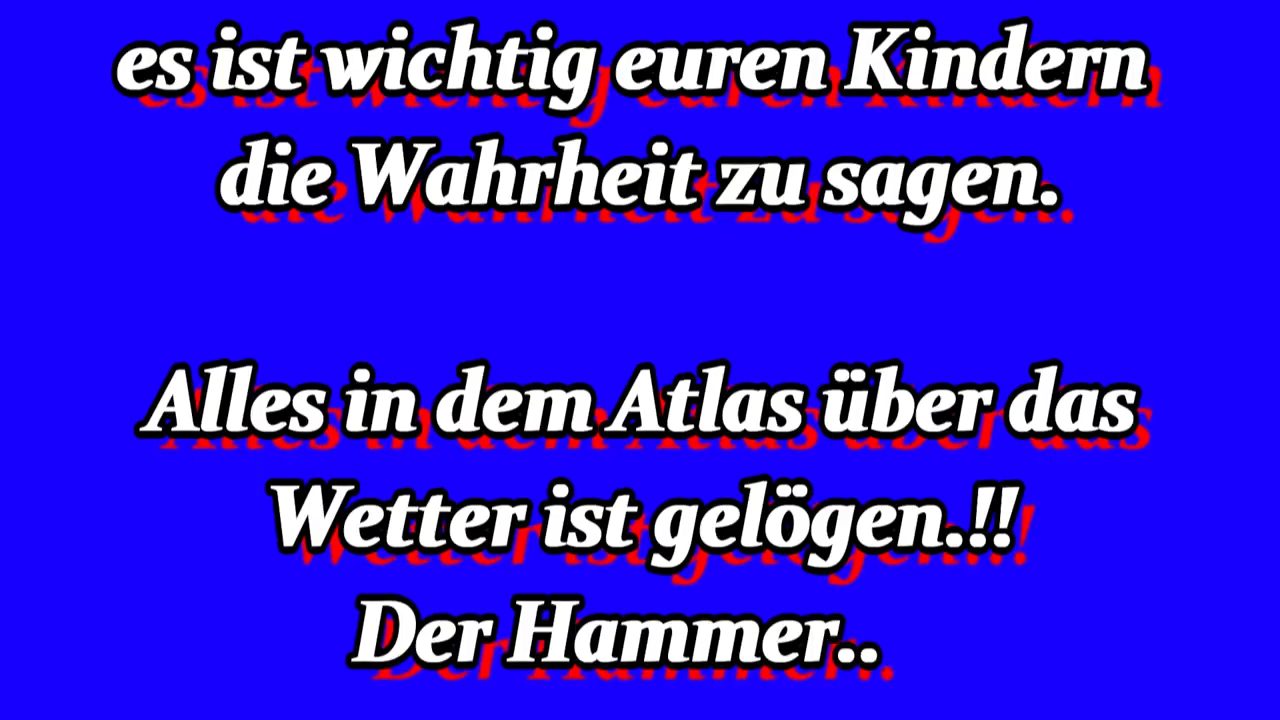 es ist wichtig euren Kindern
die Wahrheit zu sagen.
Alles in dem Atlas über das
Wetter ist gelögen.!!
Der Hammer..